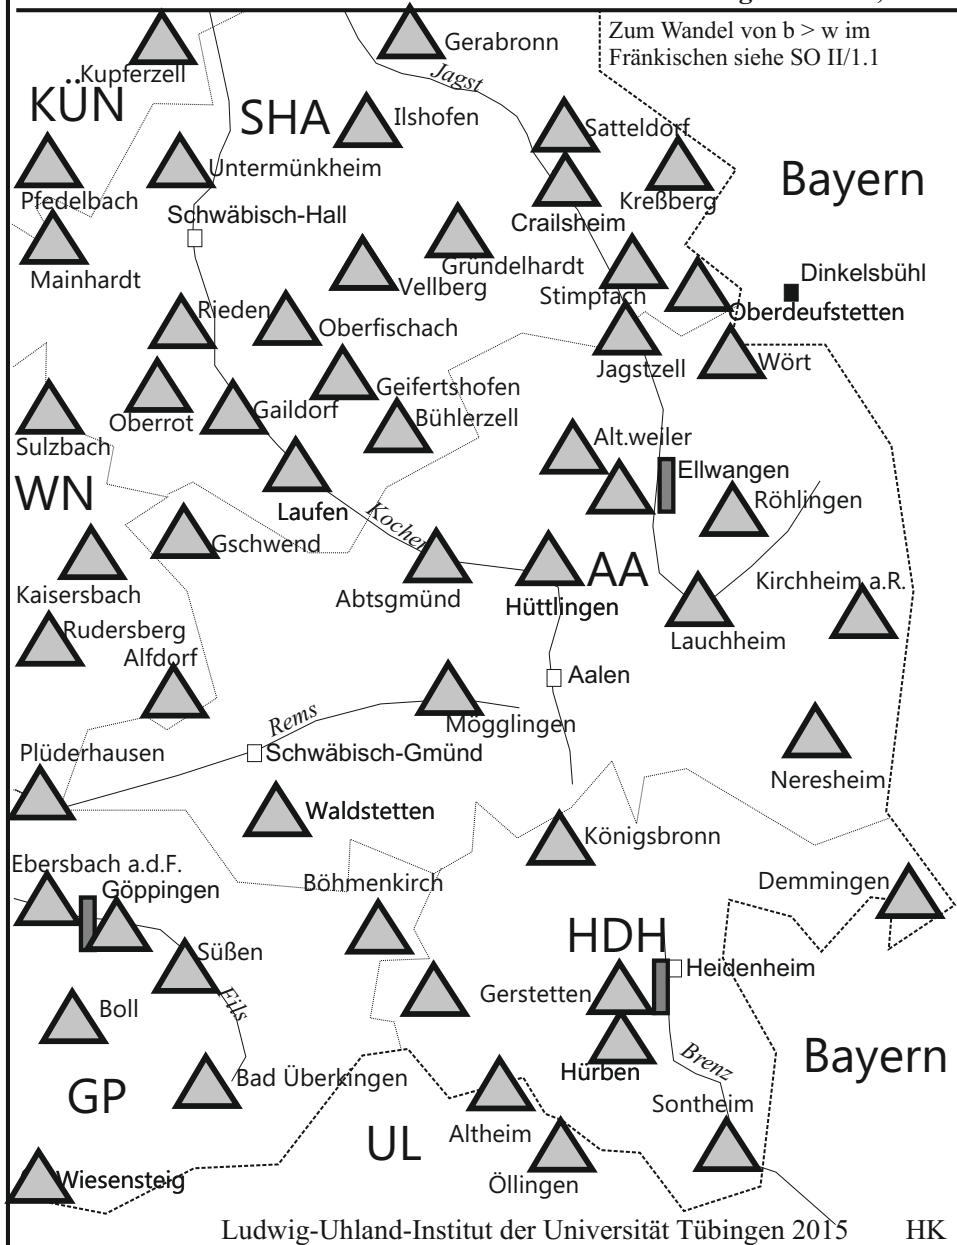 Zum Wandel von b > w im
Fränkischen siehe SO II/1.1
Gerabronn
Kupferzell
Jagst
KÜN
SHA
Ilshofen
Satteldorf
Untermünkheim
Bayern
Pfedelbach
Kreßberg
Schwäbisch-Hall
Crailsheim
Mainhardt
Gründelhardt
Dinkelsbühl
Vellberg
Stimpfach
Rieden
Oberfischach
Oberdeufstetten
Jagstzell
Wört
Geifertshofen
Oberrot
Gaildorf
Bühlerzell
Sulzbach
Alt.weiler
Ellwangen
WN
Laufen
Kocher
Röhlingen
Gschwend
AA
Kirchheim a.R.
Kaisersbach
Abtsgmünd
Hüttlingen
Rudersberg
Lauchheim
Alfdorf
Aalen
Rems
Mögglingen
Plüderhausen
Schwäbisch-Gmünd
Neresheim
Waldstetten
Königsbronn
Ebersbach a.d.F.
Göppingen
Böhmenkirch
Demmingen
HDH
Süßen
Heidenheim
Gerstetten
Fils
Boll
Bayern
Brenz
Hürben
Bad Überkingen
GP
Sontheim
UL
Altheim
Wiesensteig
Öllingen
Ludwig-Uhland-Institut der Universität Tübingen 2015 HK